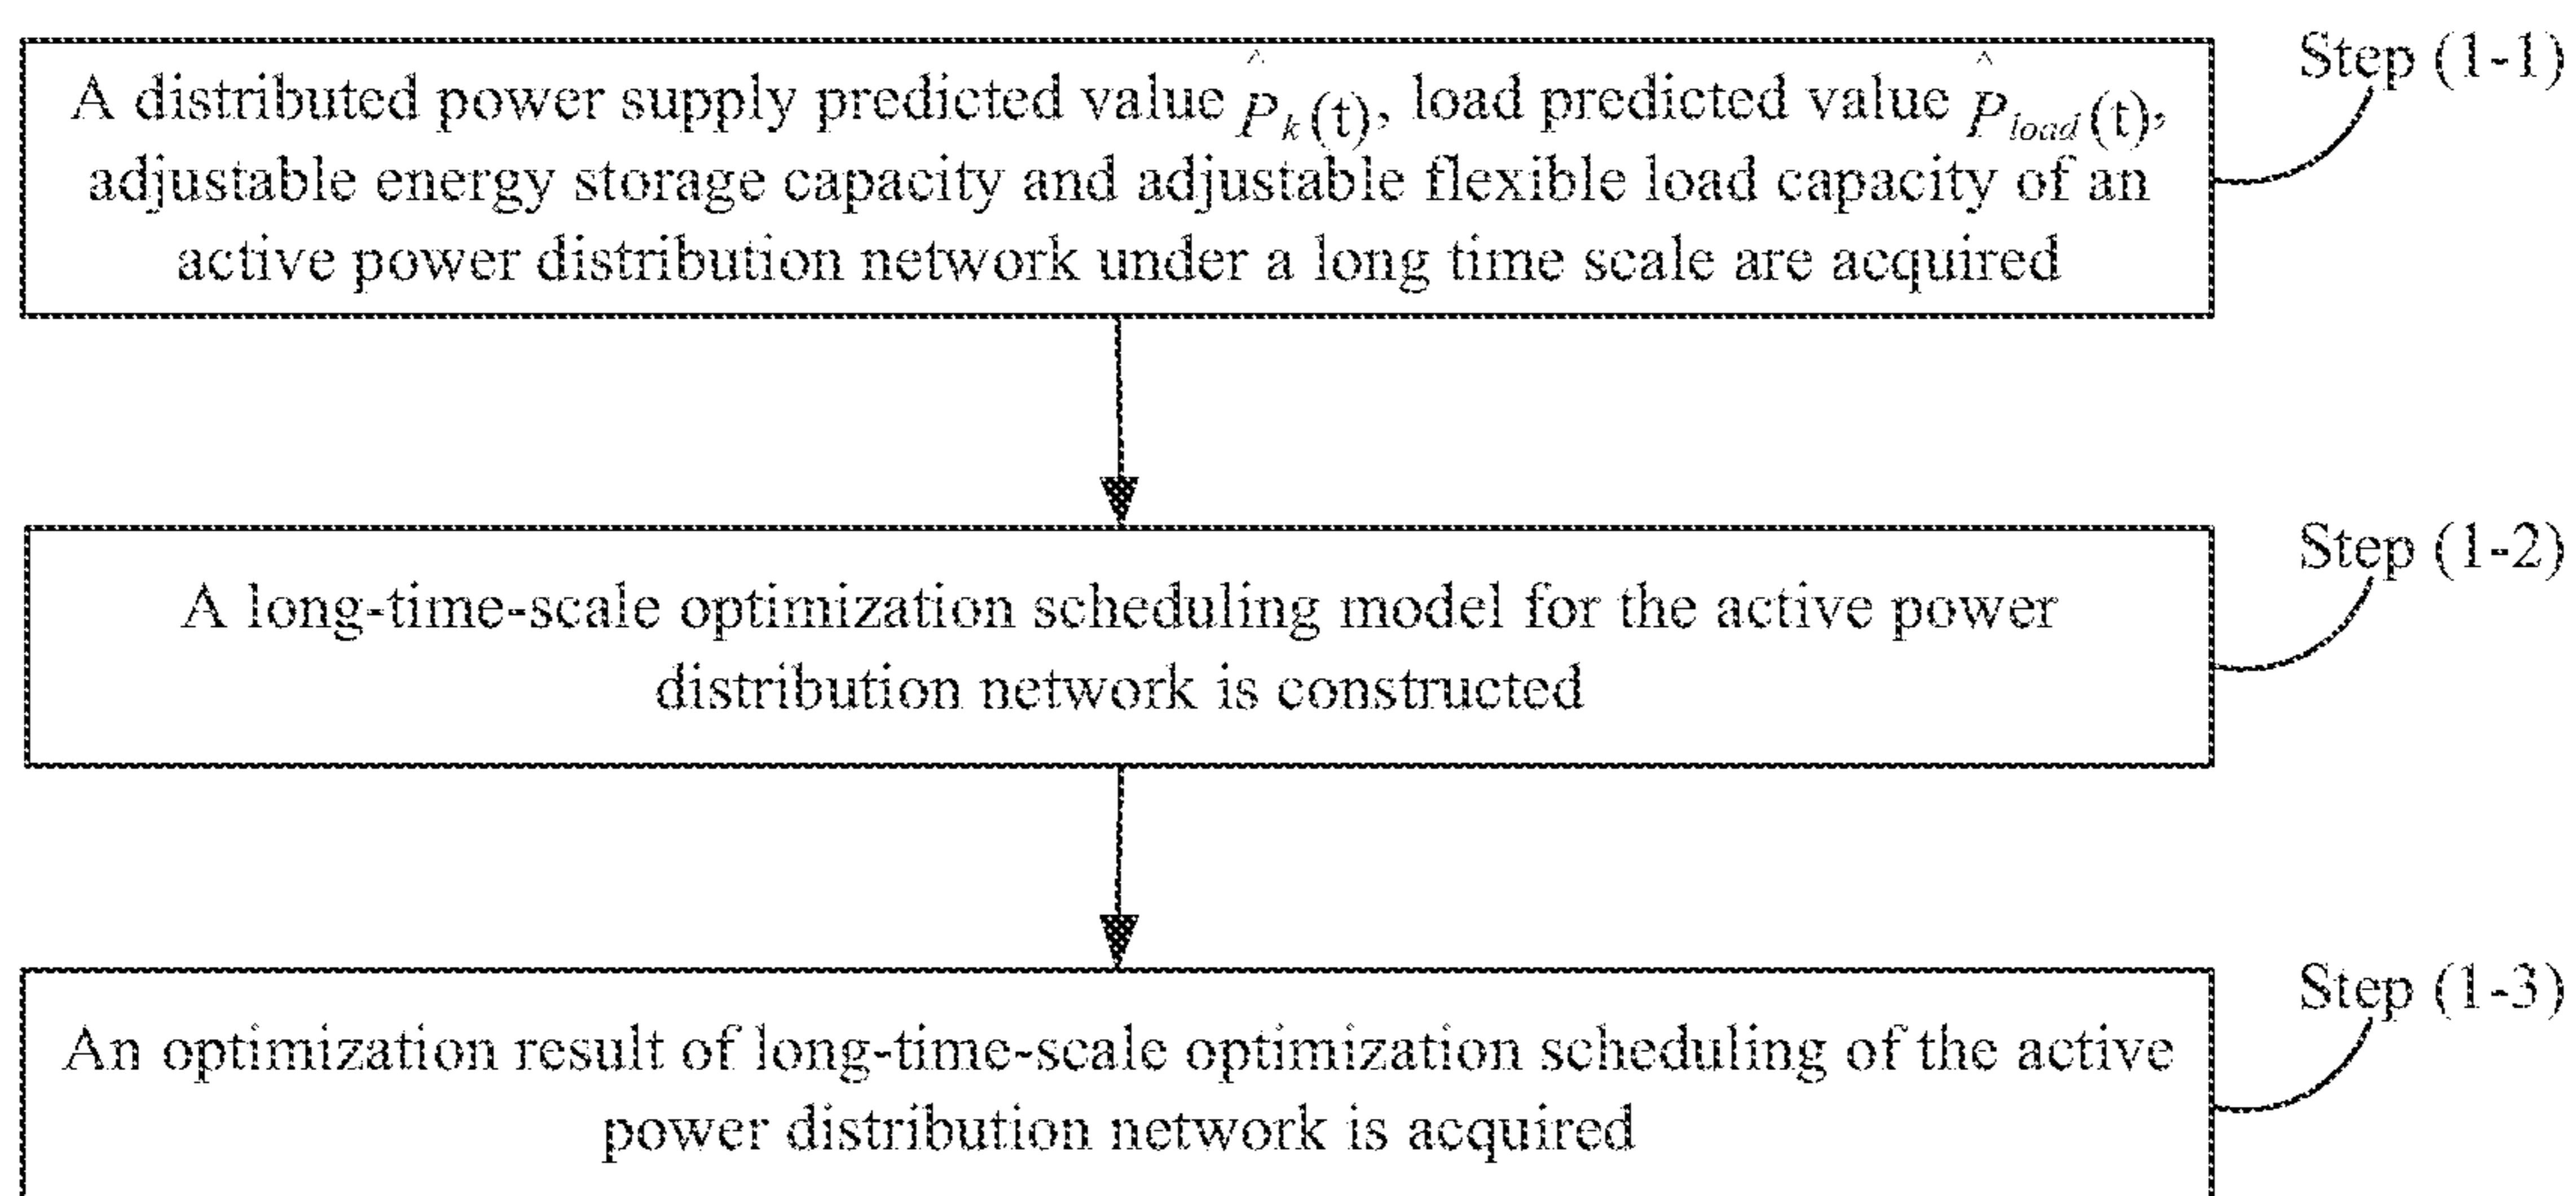 A distributed power supply predicted value P̂ₖ(t), load predicted value P̂_load(t),
adjustable energy storage capacity and adjustable flexible load capacity of an
active power distribution network under a long time scale are acquired
Step (1-1)
A long-time-scale optimization scheduling model for the active power
distribution network is constructed
Step (1-2)
An optimization result of long-time-scale optimization scheduling of the active
power distribution network is acquired
Step (1-3)